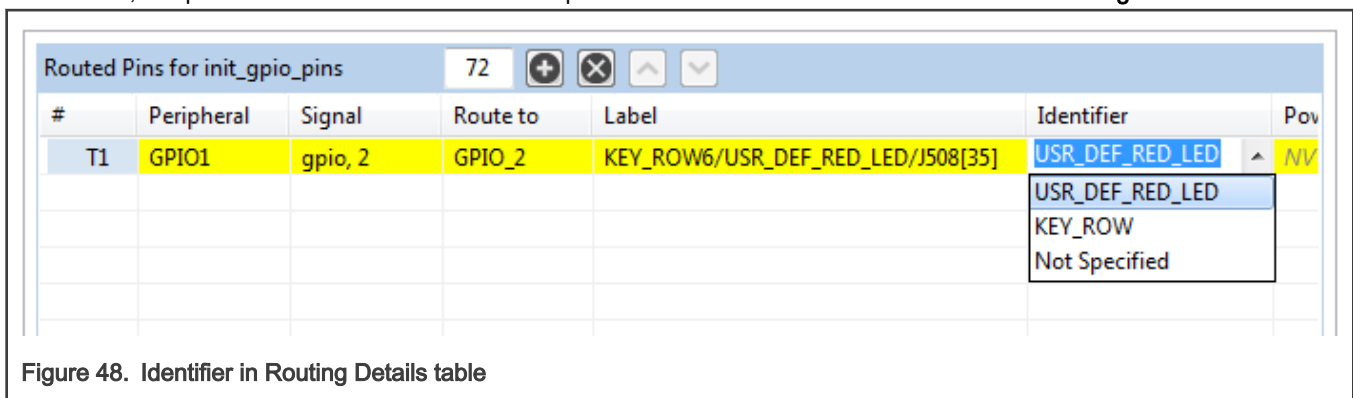 Routed Pins for init_gpio_pins 72
# Peripheral Signal Route to Label Identifier Pow
T1 GPIO1 gpio, 2 GPIO_2 KEY_ROW6/USR_DEF_RED_LED/J508[35] USR_DEF_RED_LED NV
USR_DEF_RED_LED
KEY_ROW
Not Specified
Figure 48. Identifier in Routing Details table